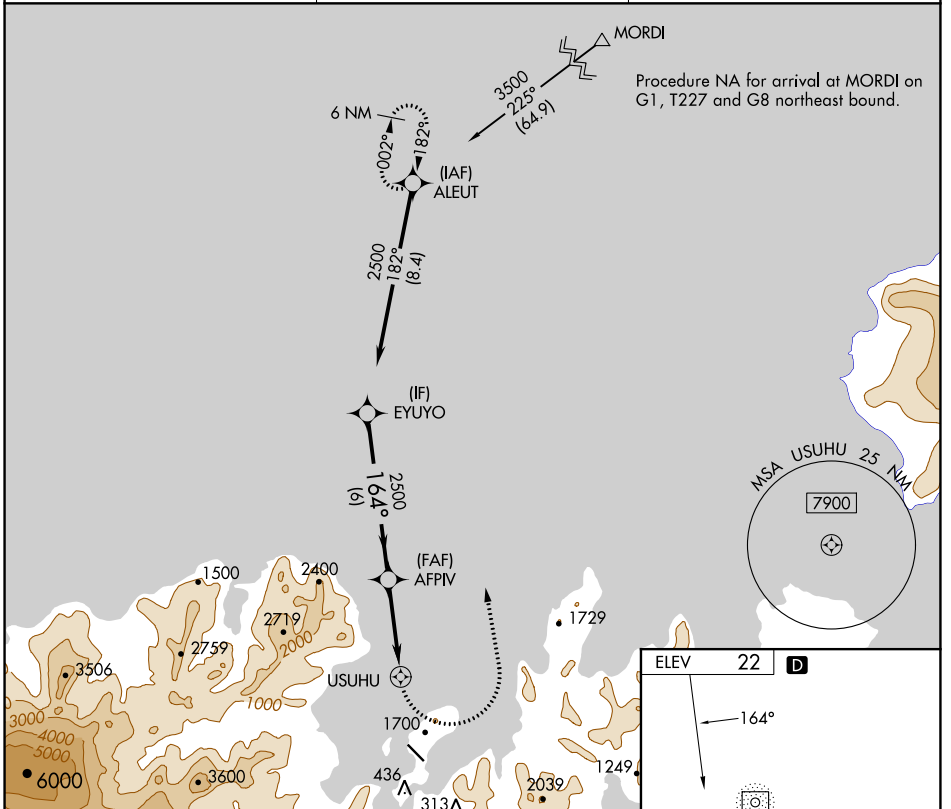 MORDI
Procedure NA for arrival at MORDI on
G1, T227 and G8 northeast bound.
3500
225°
(64.9)
6 NM
002°
182°
(IAF)
ALEUT
2500
182°
(8.4)
(IF)
EYUYO
2500
164°
(6)
MSA USUHU 25 NM
7900
(FAF)
AFPIV
1500
2400
2719
2000
2759
1729
3506
USUHU
1000
3000
4000
5000
6000
3600
1700
436
313
2039
1249
ELEV 22 D
164°